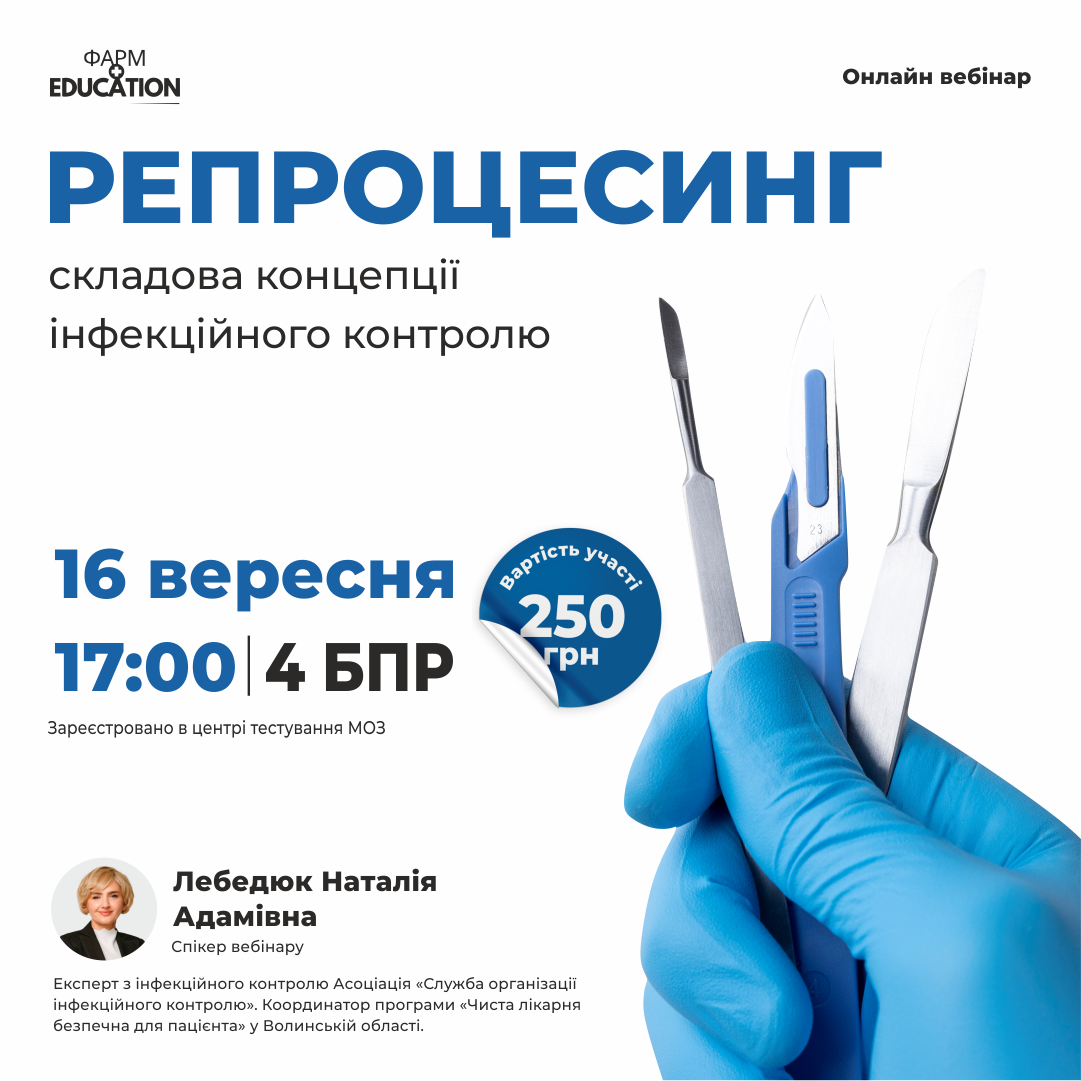 ФАРМ
EDUCATION
Онлайн вебінар
РЕПРОЦЕСИНГ
складова концепції
інфекційного контролю
16 вересня
17:00 | 4 БПР
Зареєстровано в центрі тестування МОЗ
Вартість участі
250
грн
23
Лебедюк Наталія
Адамівна
Спікер вебінару
Експерт з інфекційного контролю Асоціація «Служба організації
інфекційного контролю». Координатор програми «Чиста лікарня
безпечна для пацієнта» у Волинській області.